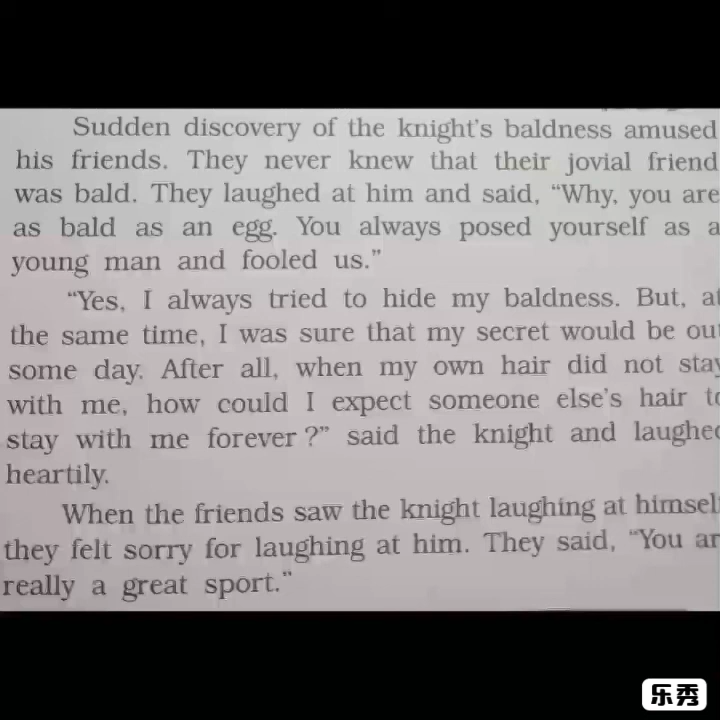 Sudden discovery of the knight's baldness amused
his friends. They never knew that their jovial friend
was bald. They laughed at him and said, “Why, you are
as bald as an egg. You always posed yourself as a
young man and fooled us.”
“Yes, I always tried to hide my baldness. But, at
the same time, I was sure that my secret would be out
some day. After all, when my own hair did not stay
with me, how could I expect someone else's hair to
stay with me forever ?” said the knight and laughed
heartily.
When the friends saw the knight laughing at himsel
they felt sorry for laughing at him. They said, “You ar
really a great sport.”
乐秀